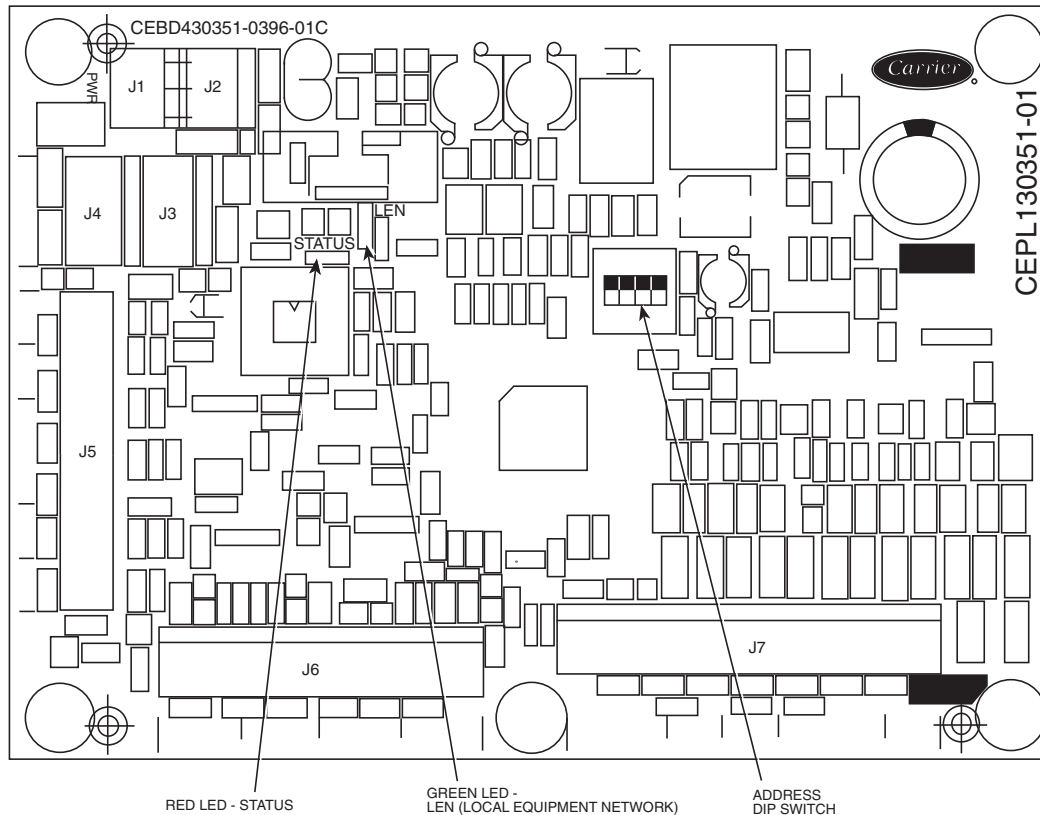 CEBD430351-0396-01C
Carrier
PWR
J1
J2
CEPL130351-01
J4
J3
LEN
STATUS
J5
J6
J7
RED LED - STATUS
GREEN LED -
LEN (LOCAL EQUIPMENT NETWORK)
ADDRESS
DIP SWITCH